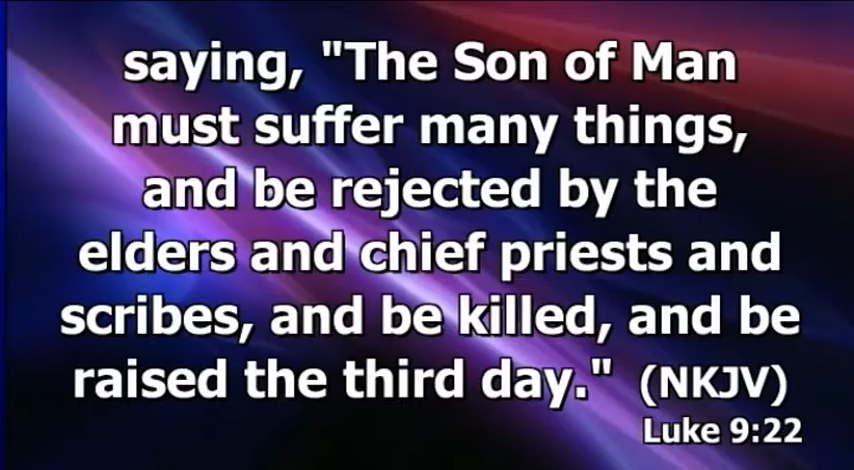 saying, "The Son of Man
must suffer many things,
and be rejected by the
elders and chief priests and
scribes, and be killed, and be
raised the third day." (NKJV)
Luke 9:22